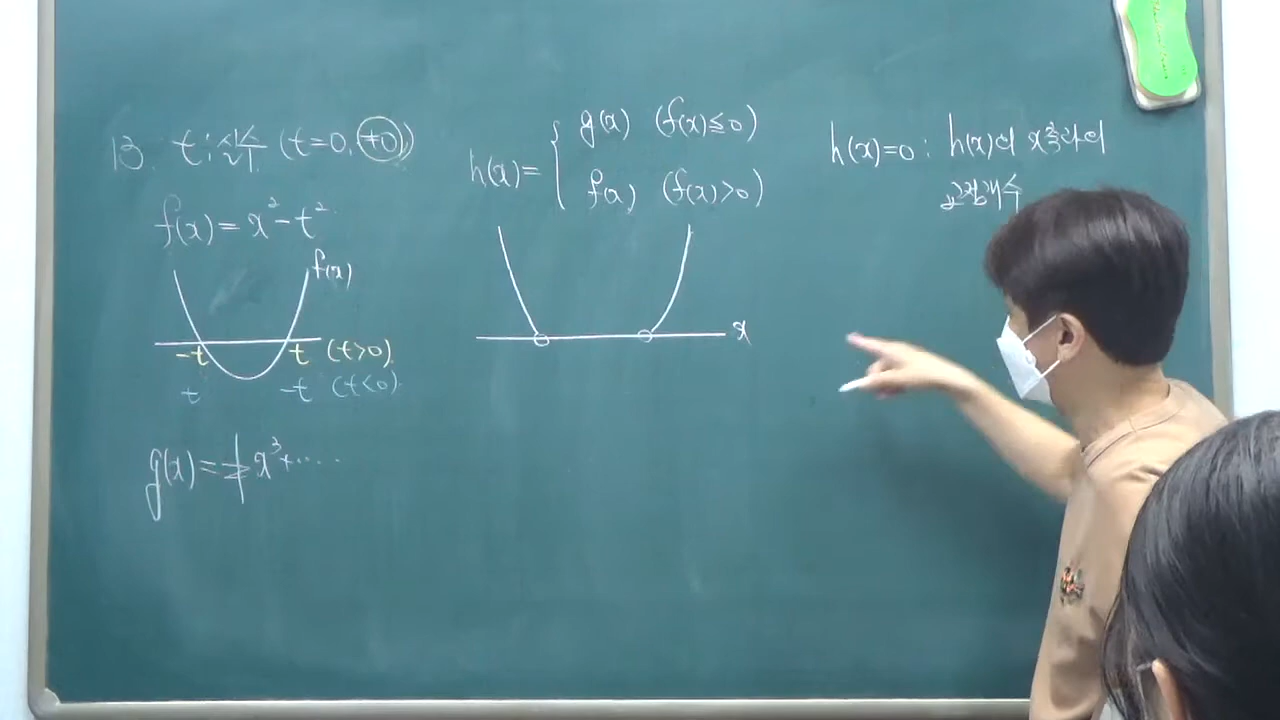 13. t:실수 (t=0, ≠0)
f(x)=x²-t²
f(x)
-t t (t>0)
t -t (t<0)
g(x)= x³+.....
h(x)= { g(x) (f(x)≦0)
f(x) (f(x)>0)
x
h(x)=0 : h(x)와 x축과의
교점개수